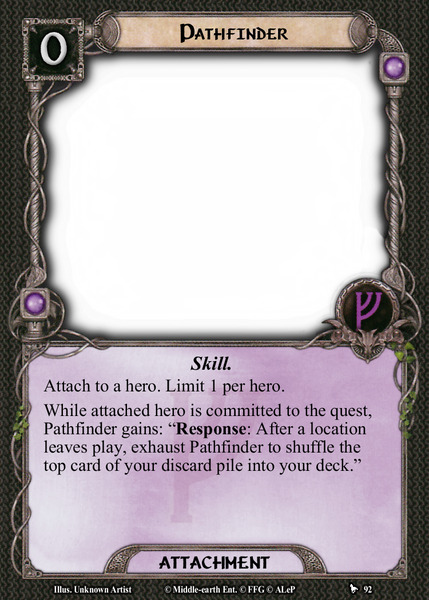 0
PATHFINDER
Skill.
Attach to a hero. Limit 1 per hero.
While attached hero is committed to the quest,
Pathfinder gains: “Response: After a location
leaves play, exhaust Pathfinder to shuffle the
top card of your discard pile into your deck.”
ATTACHMENT
Illus. Unknown Artist © Middle-earth Ent. © FFG © ALeP 92